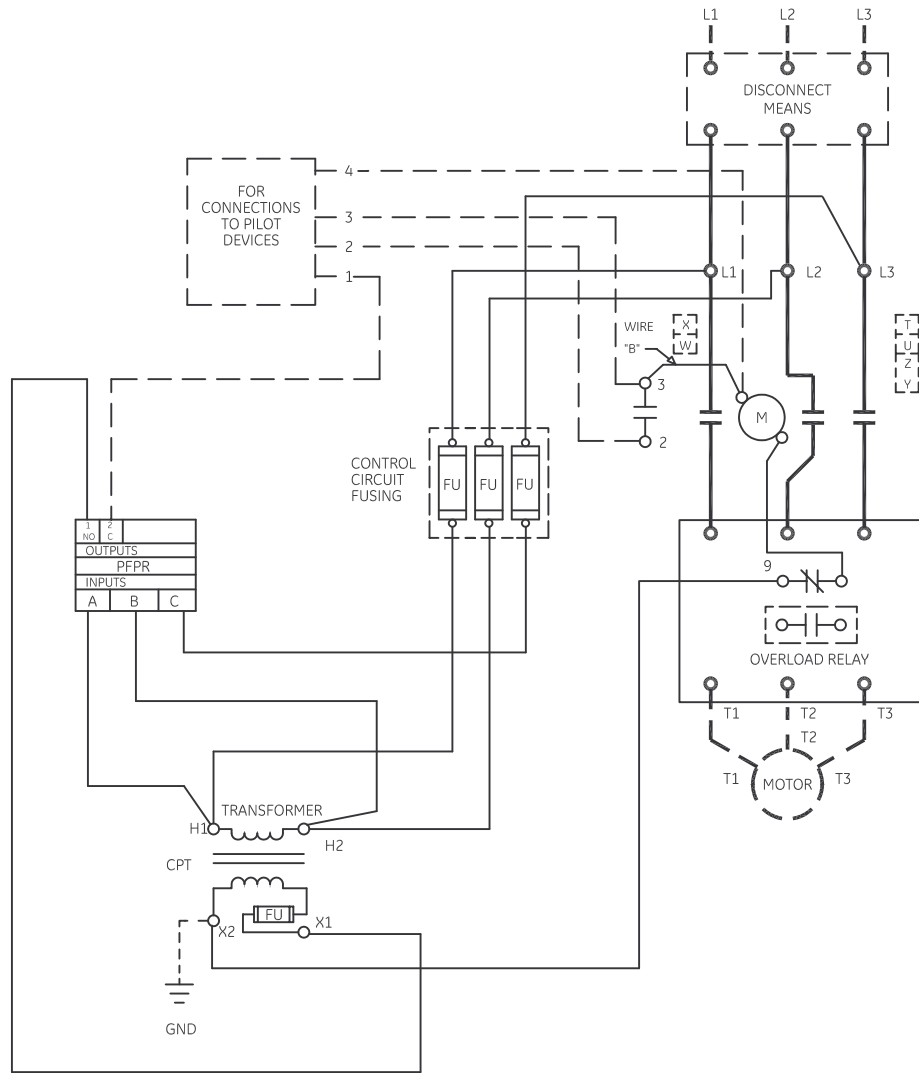 L1 L2 L3
DISCONNECT
MEANS
FOR
CONNECTIONS
TO PILOT
DEVICES
4
3
2
1
L1 L2 L3
WIRE
"B"
X
W
T
U
Z
Y
3
M
2
CONTROL
CIRCUIT
FUSING
FU FU FU
1 2
NO C
OUTPUTS
PFPR
INPUTS
A B C
9
OVERLOAD RELAY
T1 T2 T3
T2
T1 MOTOR T3
TRANSFORMER
H1 H2
CPT
FU
X2 X1
GND